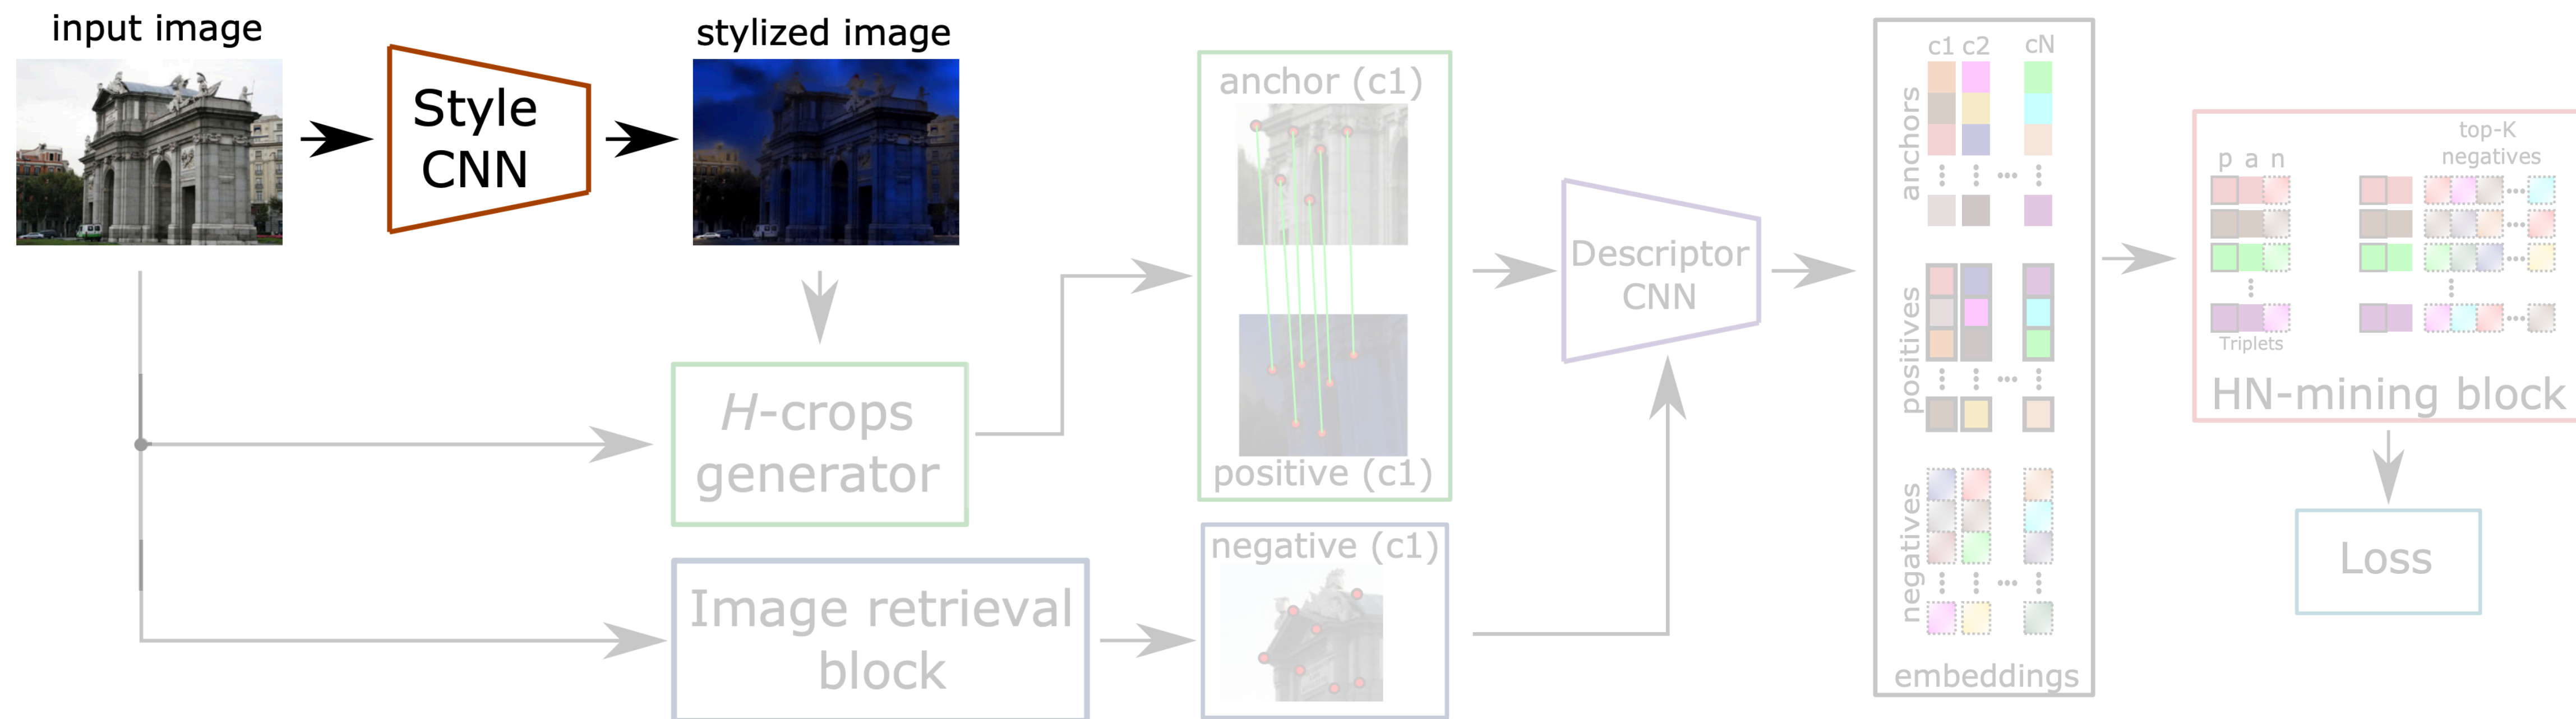 input image
Style
CNN
stylized image
H-crops
generator
Image retrieval
block
anchor (c1)
positive (c1)
negative (c1)
Descriptor
CNN
c1 c2 cN
anchors
positives
negatives
embeddings
top-K
negatives
p a n
Triplets
HN-mining block
Loss